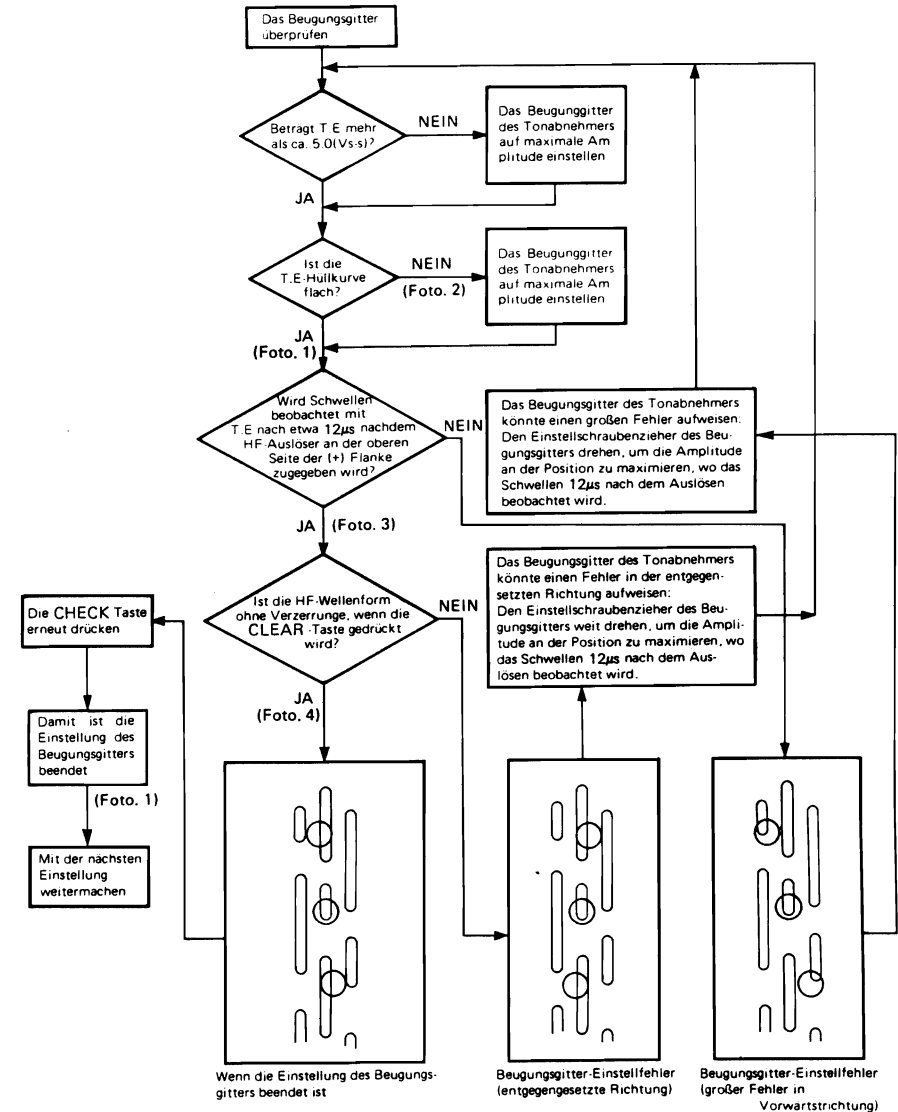 Das Beugungsgitter
überprüfen
Beträgt T.E mehr
als ca. 5.0(Vs-s)?
NEIN
Das Beugunggitter
des Tonabnehmers
auf maximale Am
plitude einstellen
JA
Ist die
T.E-Hüllkurve
flach?
NEIN
(Foto. 2)
Das Beugunggitter
des Tonabnehmers
auf maximale Am
plitude einstellen
JA
(Foto. 1)
Wird Schwellen
beobachtet mit
T.E nach etwa 12µs nachdem
HF-Auslöser an der oberen
Seite der (+) Flanke
zugegeben wird?
NEIN
Das Beugungsgitter des Tonabnehmers
könnte einen großen Fehler aufweisen:
Den Einstellschraubenzieher des Beu-
gungsgitters drehen, um die Amplitude
an der Position zu maximieren, wo das
Schwellen 12µs nach dem Auslösen
beobachtet wird.
JA (Foto. 3)
Ist die HF-Wellenform
ohne Verzerrunge, wenn die
CLEAR -Taste gedrückt
wird?
NEIN
Das Beugungsgitter des Tonabnehmers
könnte einen Fehler in der entgegen-
setzten Richtung aufweisen:
Den Einstellschraubenzieher des Beu-
gungsgitters weit drehen, um die Ampli-
tude an der Position zu maximieren, wo
das Schwellen 12µs nach dem Aus-
lösen beobachtet wird.
JA
(Foto. 4)
Die CHECK Taste
erneut drücken
Damit ist die
Einstellung des
Beugungsgitters
beendet
(Foto. 1)
Mit der nächsten
Einstellung
weitermachen
Wenn die Einstellung des Beugungs-
gitters beendet ist
Beugungsgitter-Einstellfehler
(entgegengesetzte Richtung)
Beugungsgitter-Einstellfehler
(großer Fehler in
Vorwärtsrichtung)